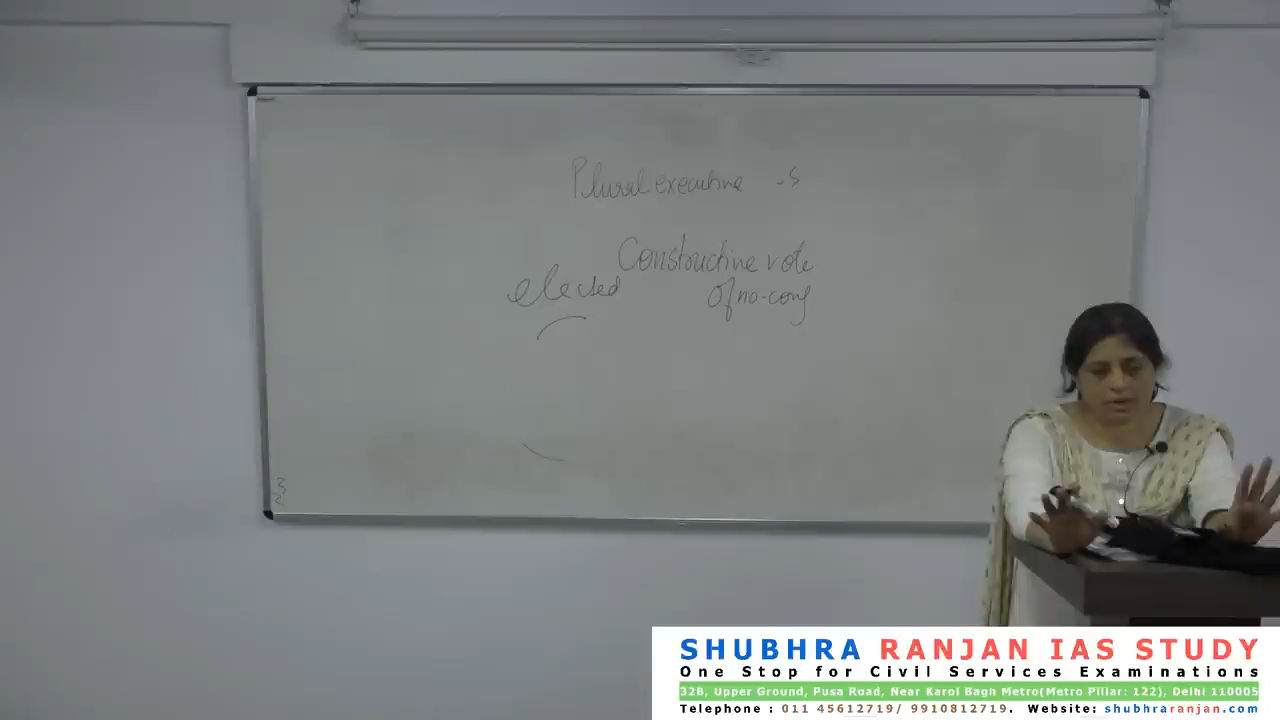 Plural executive -s
Constructive vote
elected
of no-conf
SHUBHRA RANJAN IAS STUDY
One Stop for Civil Services Examinations
32B, Upper Ground, Pusa Road, Near Karol Bagh Metro(Metro Pillar: 122), Delhi 110005
Telephone : 011 45612719/ 9910812719. Website: shubhraranjan.com